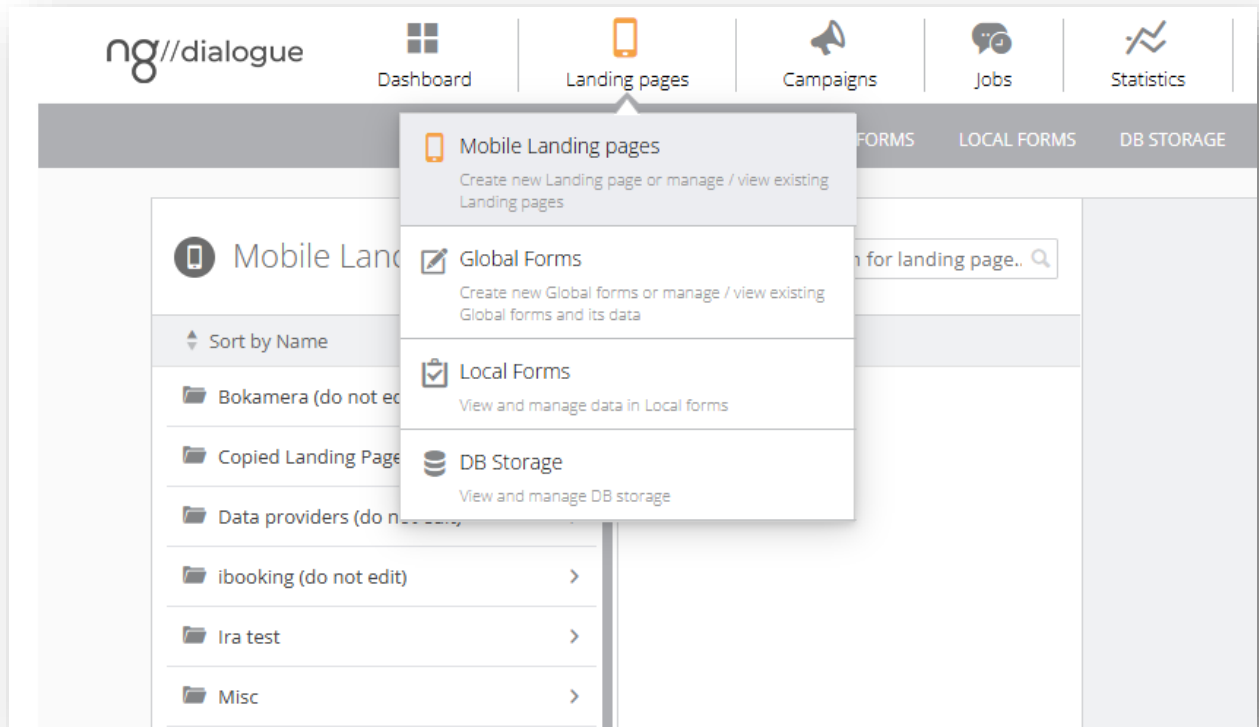 ng//dialogue
Dashboard
Landing pages
Campaigns
Jobs
Statistics
FORMS
LOCAL FORMS
DB STORAGE
Mobile Landing pages
Create new Landing page or manage / view existing
Landing pages
Global Forms
Create new Global forms or manage / view existing
Global forms and its data
Local Forms
View and manage data in Local forms
DB Storage
View and manage DB storage
Mobile Lan
for landing page..
Sort by Name
Bokamera (do not ed
Copied Landing Page
Data providers (do not edit)
ibooking (do not edit)
Ira test
Misc